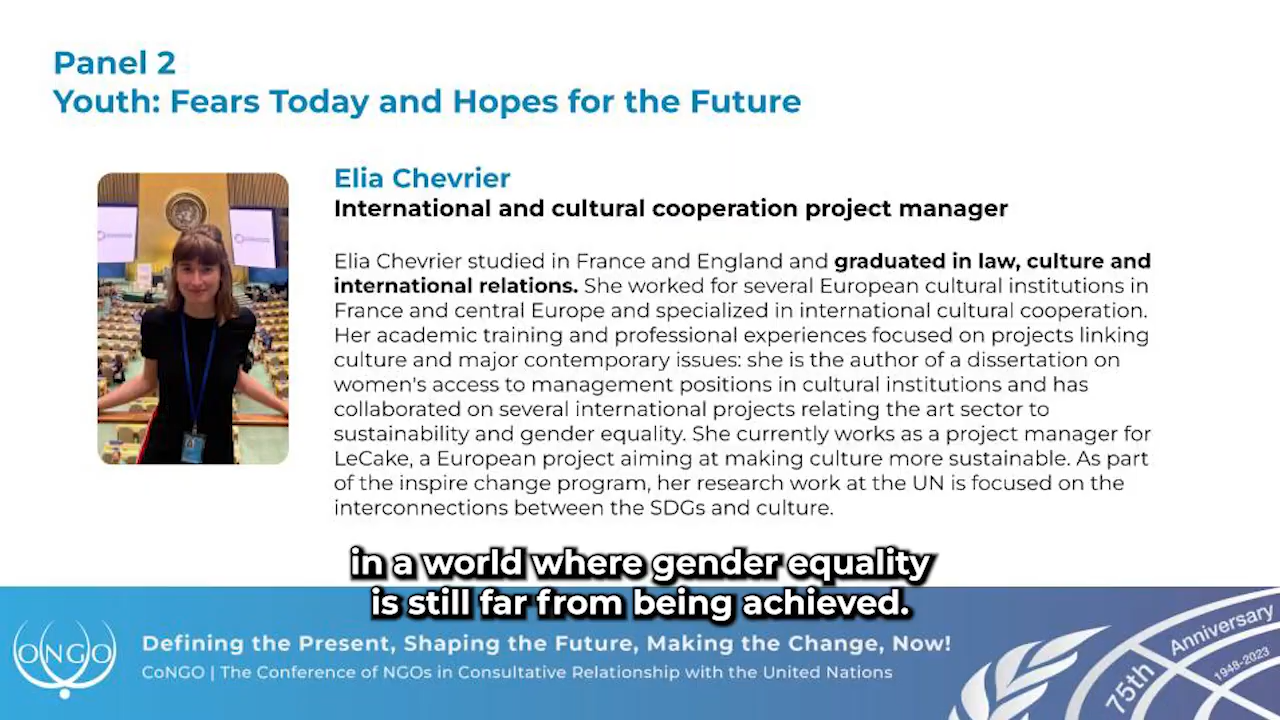 Panel 2
Youth: Fears Today and Hopes for the Future
Elia Chevrier
International and cultural cooperation project manager
Elia Chevrier studied in France and England and graduated in law, culture and
international relations. She worked for several European cultural institutions in
France and central Europe and specialized in international cultural cooperation.
Her academic training and professional experiences focused on projects linking
culture and major contemporary issues: she is the author of a dissertation on
women's access to management positions in cultural institutions and has
collaborated on several international projects relating the art sector to
sustainability and gender equality. She currently works as a project manager for
LeCake, a European project aiming at making culture more sustainable. As part
of the inspire change program, her research work at the UN is focused on the
interconnections between the SDGs and culture.
in a world where gender equality
is still far from being achieved.
CONGO
Defining the Present, Shaping the Future, Making the Change, Now!
CoNGO | The Conference of NGOs in Consultative Relationship with the United Nations
75th Anniversary
1948-2023